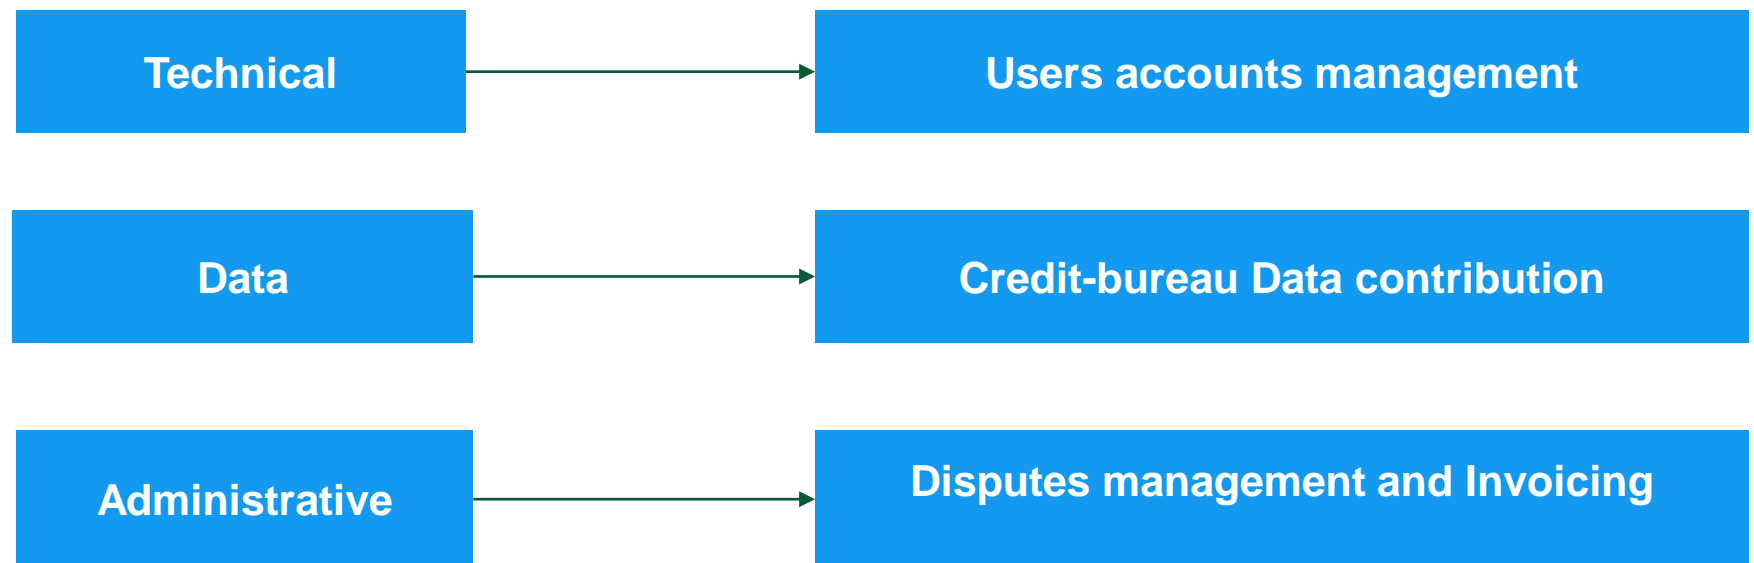 Technical
Users accounts management
Data
Credit-bureau Data contribution
Administrative
Disputes management and Invoicing